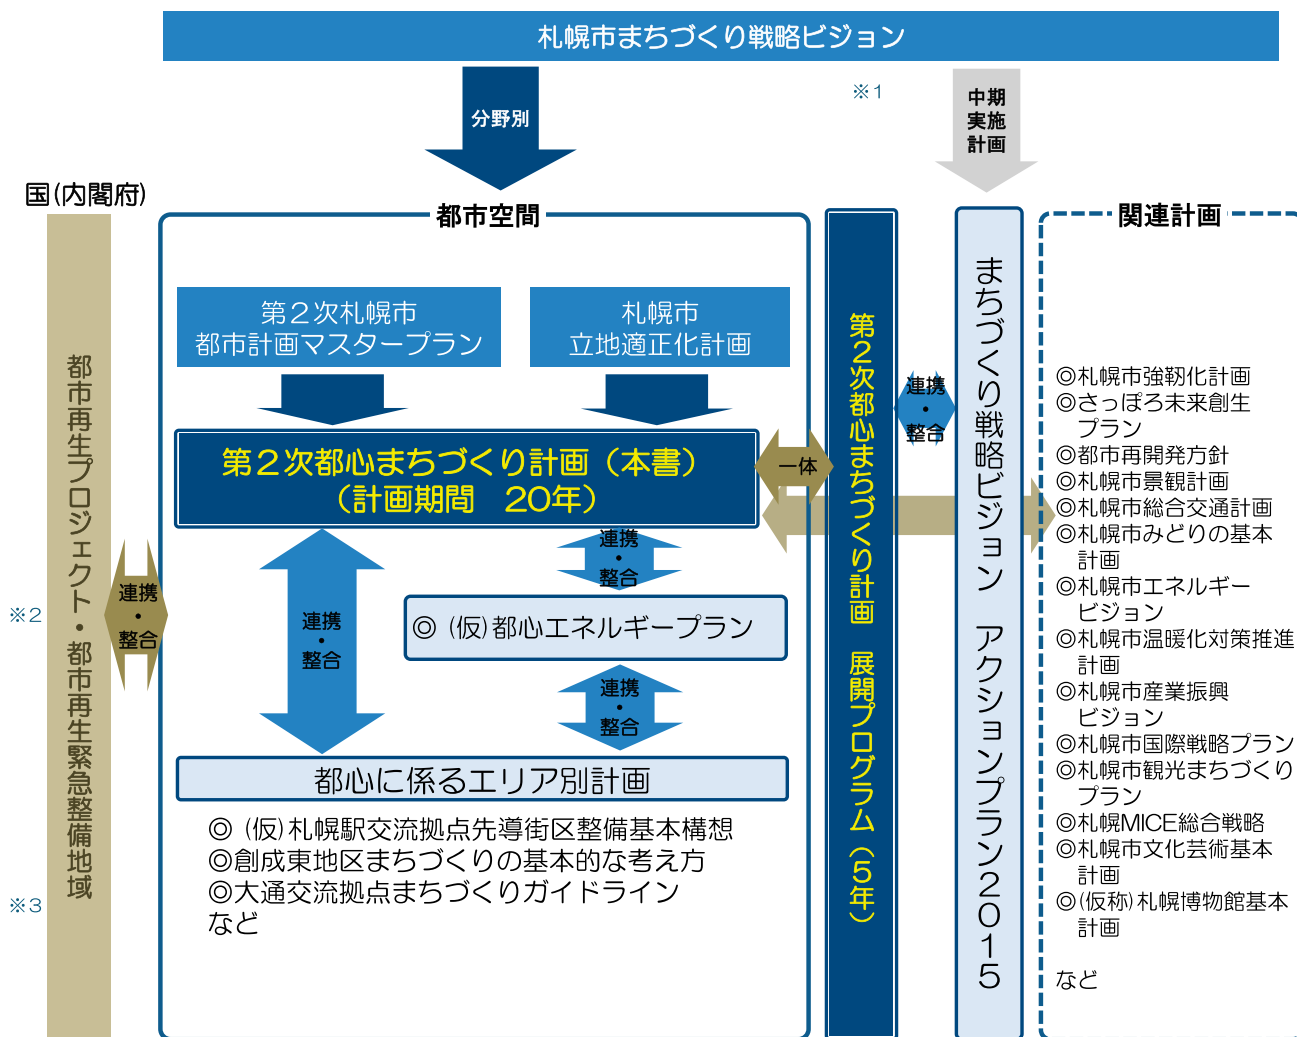 札幌市まちづくり戦略ビジョン
分野別
※1
中期
実施
計画
国(内閣府)
都市再生プロジェクト・都市再生緊急整備地域
※2
※3
連携
・
整合
都市空間
第2次札幌市
都市計画マスタープラン
札幌市
立地適正化計画
第2次都心まちづくり計画（本書）
（計画期間　20年）
一体
連携
・
整合
連携
・
整合
◎ (仮)都心エネルギープラン
連携
・
整合
都心に係るエリア別計画
◎ (仮)札幌駅交流拠点先導街区整備基本構想
◎創成東地区まちづくりの基本的な考え方
◎大通交流拠点まちづくりガイドライン
など
第2次都心まちづくり計画　展開プログラム（5年）
連携
・
整合
まちづくり戦略ビジョン　アクションプラン2015
関連計画
◎札幌市強靭化計画
◎さっぽろ未来創生
プラン
◎都市再開発方針
◎札幌市景観計画
◎札幌市総合交通計画
◎札幌市みどりの基本
計画
◎札幌市エネルギー
ビジョン
◎札幌市温暖化対策推進
計画
◎札幌市産業振興
ビジョン
◎札幌市国際戦略プラン
◎札幌市観光まちづくり
プラン
◎札幌MICE総合戦略
◎札幌市文化芸術基本
計画
◎(仮称)札幌博物館基本
計画
など